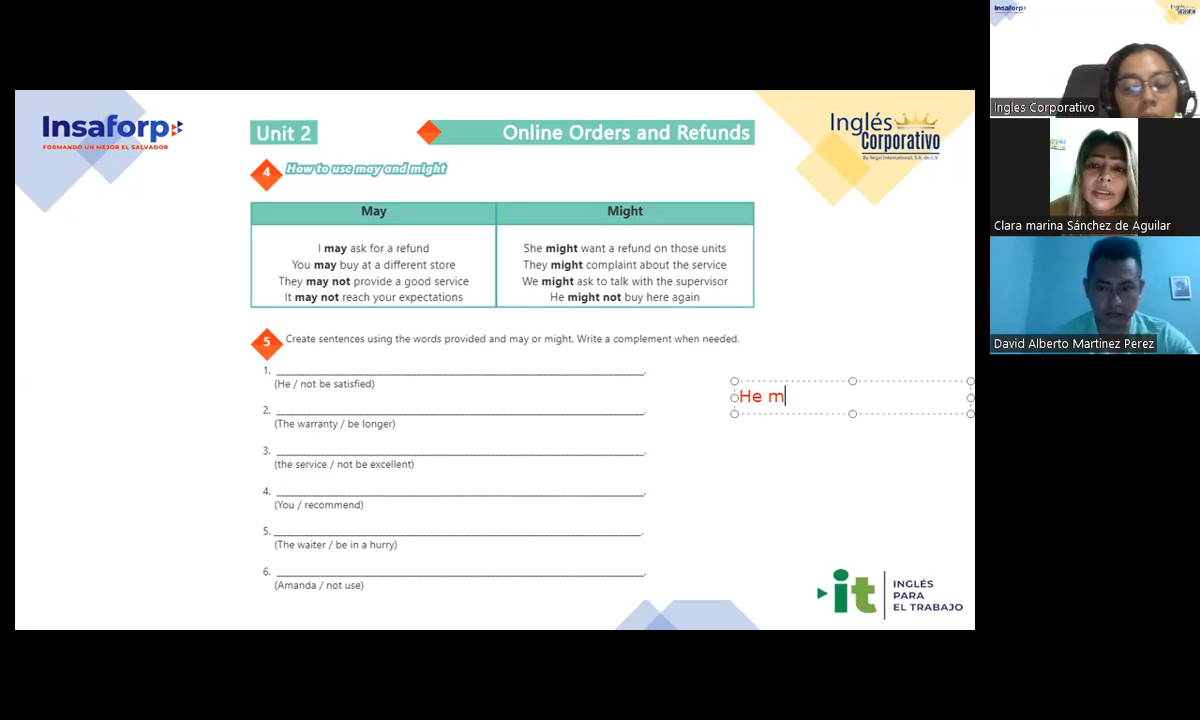 Insaforp
FORMANDO UN MEJOR EL SALVADOR
Unit 2
Online Orders and Refunds
Inglés
Corporativo
By Regal International, S.A. de C.V.
4
How to use may and might
May
Might
I may ask for a refund
You may buy at a different store
They may not provide a good service
It may not reach your expectations
She might want a refund on those units
They might complaint about the service
We might ask to talk with the supervisor
He might not buy here again
5
Create sentences using the words provided and may or might. Write a complement when needed.
1. ______________________________.
(He / not be satisfied)
2. ______________________________.
(The warranty / be longer)
3. ______________________________.
(the service / not be excellent)
4. ______________________________.
(You / recommend)
5. ______________________________.
(The waiter / be in a hurry)
6. ______________________________.
(Amanda / not use)
He m
it
INGLÉS
PARA
EL TRABAJO
Insaforp
Ingles Corporativo
Clara marina Sánchez de Aguilar
David Alberto Martinez Perez